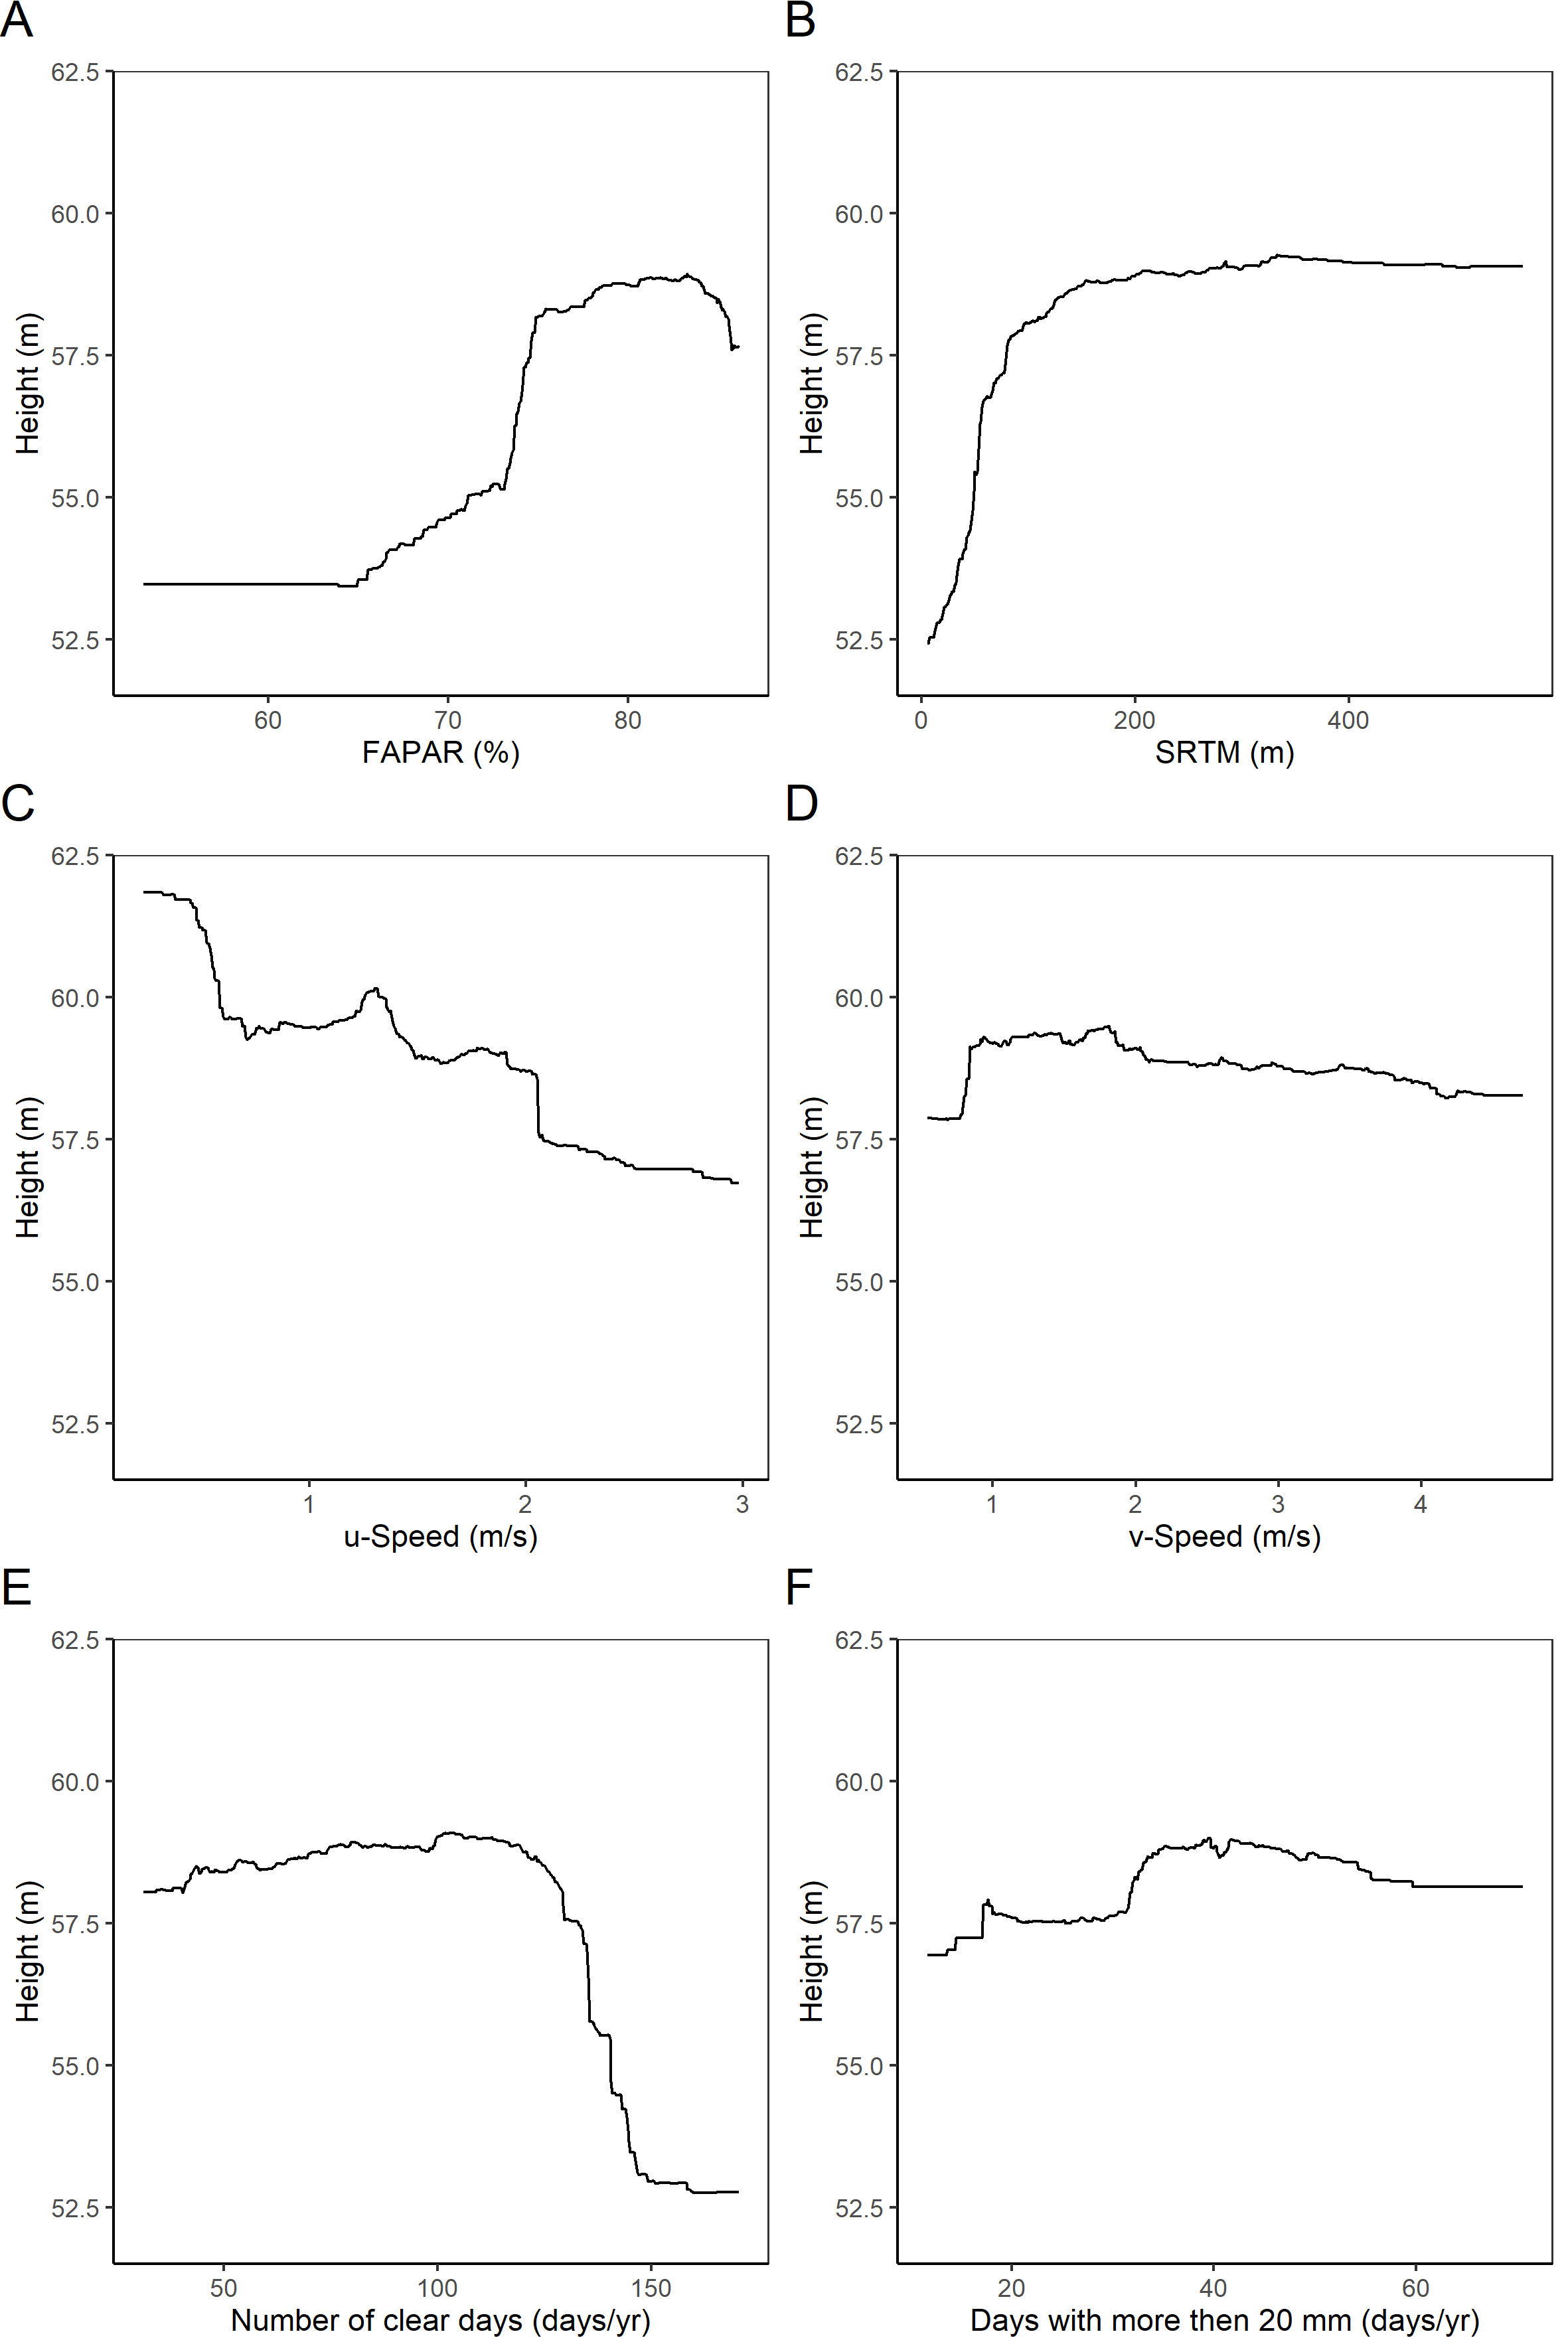 A
62.5
60.0
57.5
55.0
52.5
Height (m)
60 70 80
FAPAR (%)
B
62.5
60.0
57.5
55.0
52.5
Height (m)
0 200 400
SRTM (m)
C
62.5
60.0
57.5
55.0
52.5
Height (m)
1 2 3
u-Speed (m/s)
D
62.5
60.0
57.5
55.0
52.5
Height (m)
1 2 3 4
v-Speed (m/s)
E
62.5
60.0
57.5
55.0
52.5
Height (m)
50 100 150
Number of clear days (days/yr)
F
62.5
60.0
57.5
55.0
52.5
Height (m)
20 40 60
Days with more then 20 mm (days/yr)